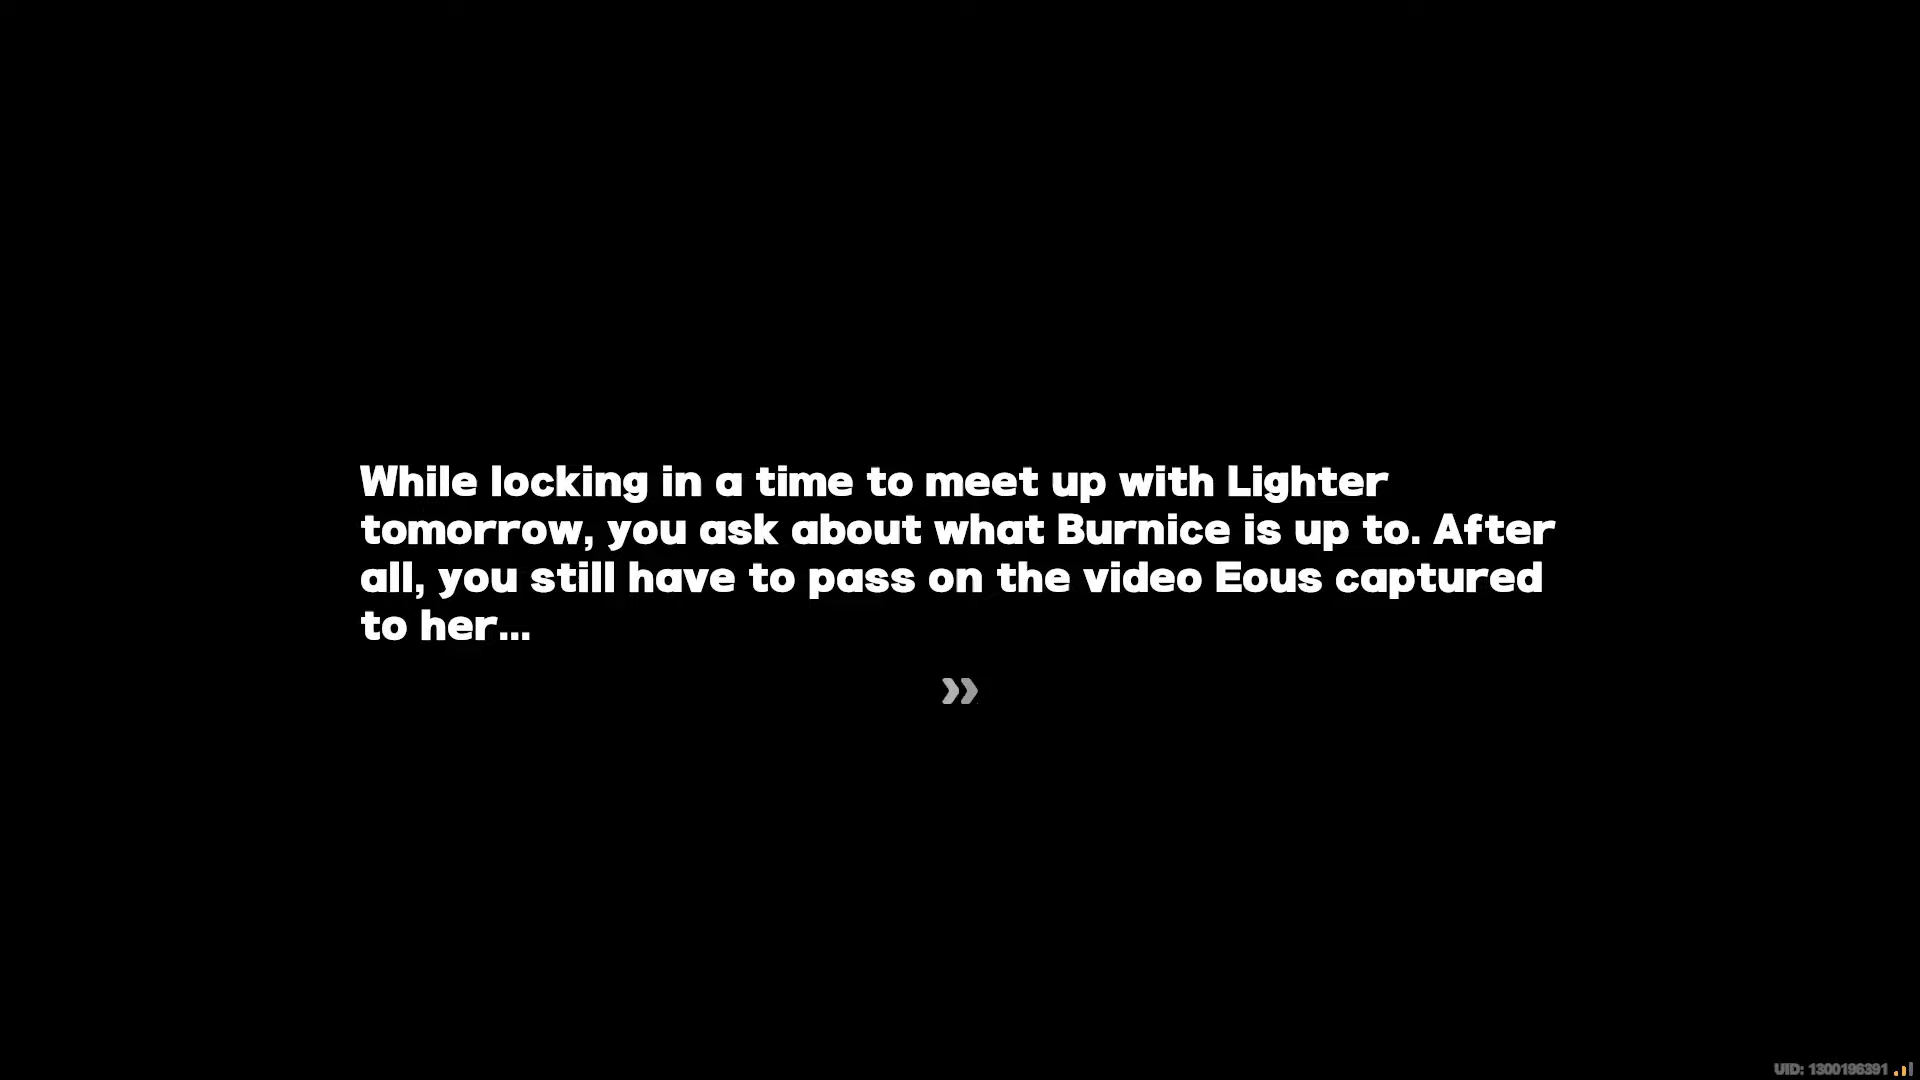 While locking in a time to meet up with Lighter
tomorrow, you ask about what Burnice is up to. After
all, you still have to pass on the video Eous captured
to her...
UID: 1300196391